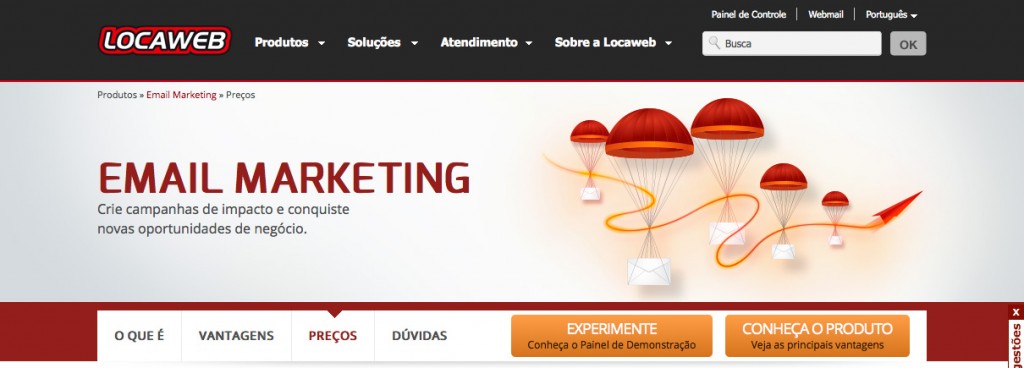 Painel de Controle
Webmail
Português
LOCAWEB
Produtos
Soluções
Atendimento
Sobre a Locaweb
Busca
OK
Produtos » Email Marketing » Preços
EMAIL MARKETING
Crie campanhas de impacto e conquiste
novas oportunidades de negócio.
O QUE É
VANTAGENS
PREÇOS
DÚVIDAS
EXPERIMENTE
Conheça o Painel de Demonstração
CONHEÇA O PRODUTO
Veja as principais vantagens
x
gestões